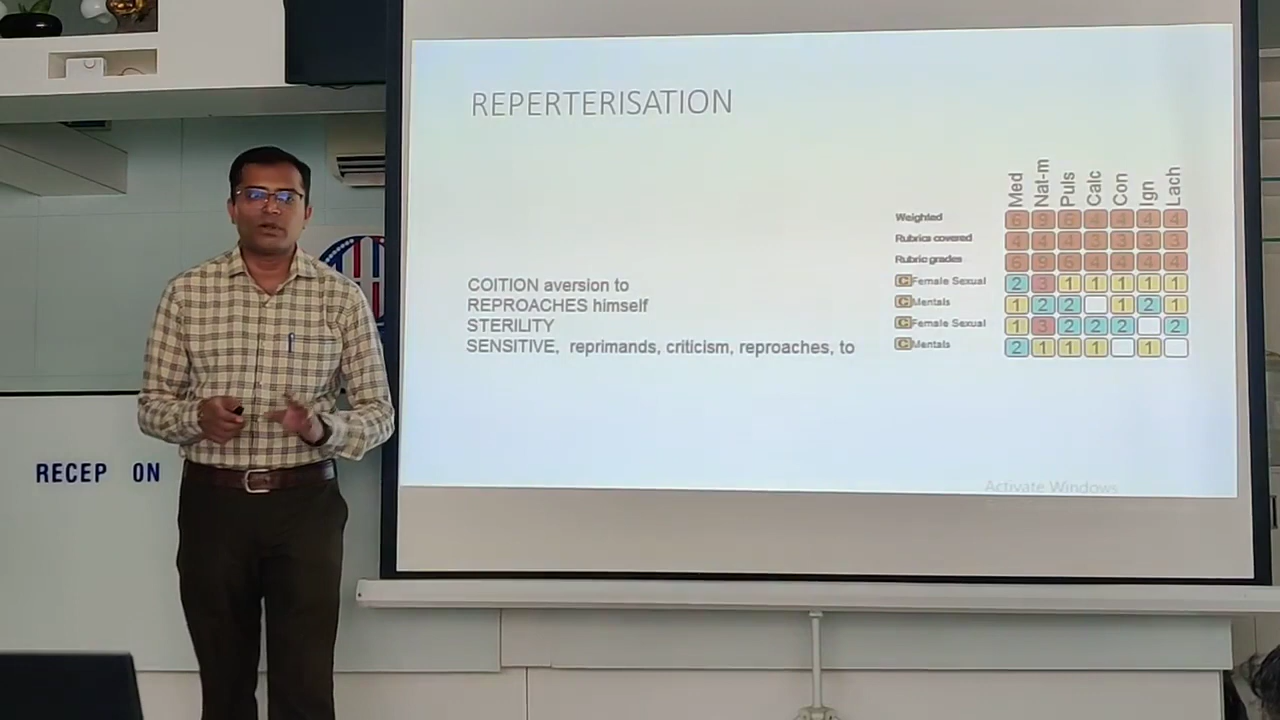 REPERTERISATION
Med Nat-m Puls Calc Con Ign Lach
Weighted 6 9 6 4 4 4 4
Rubrics covered 4 4 4 3 3 3 3
Rubric grades 6 9 6 4 4 4 4
COITION aversion to C Female Sexual 2 3 1 1 1 1 1
REPROACHES himself C Mentals 1 2 2 1 2 1
STERILITY C Female Sexual 1 3 2 2 2 2
SENSITIVE, reprimands, criticism, reproaches, to C Mentals 2 1 1 1 1
RECEP ON
Activate Windows